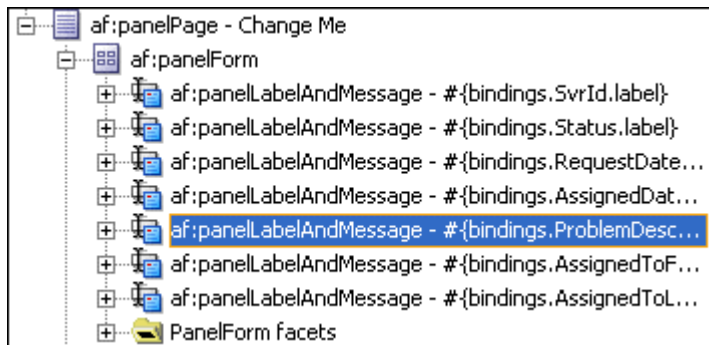 af:panelPage - Change Me
af:panelForm
af:panelLabelAndMessage - #{bindings.SvrId.label}
af:panelLabelAndMessage - #{bindings.Status.label}
af:panelLabelAndMessage - #{bindings.RequestDate...
af:panelLabelAndMessage - #{bindings.AssignedDat...
af:panelLabelAndMessage - #{bindings.ProblemDesc...
af:panelLabelAndMessage - #{bindings.AssignedToF...
af:panelLabelAndMessage - #{bindings.AssignedToL...
PanelForm facets